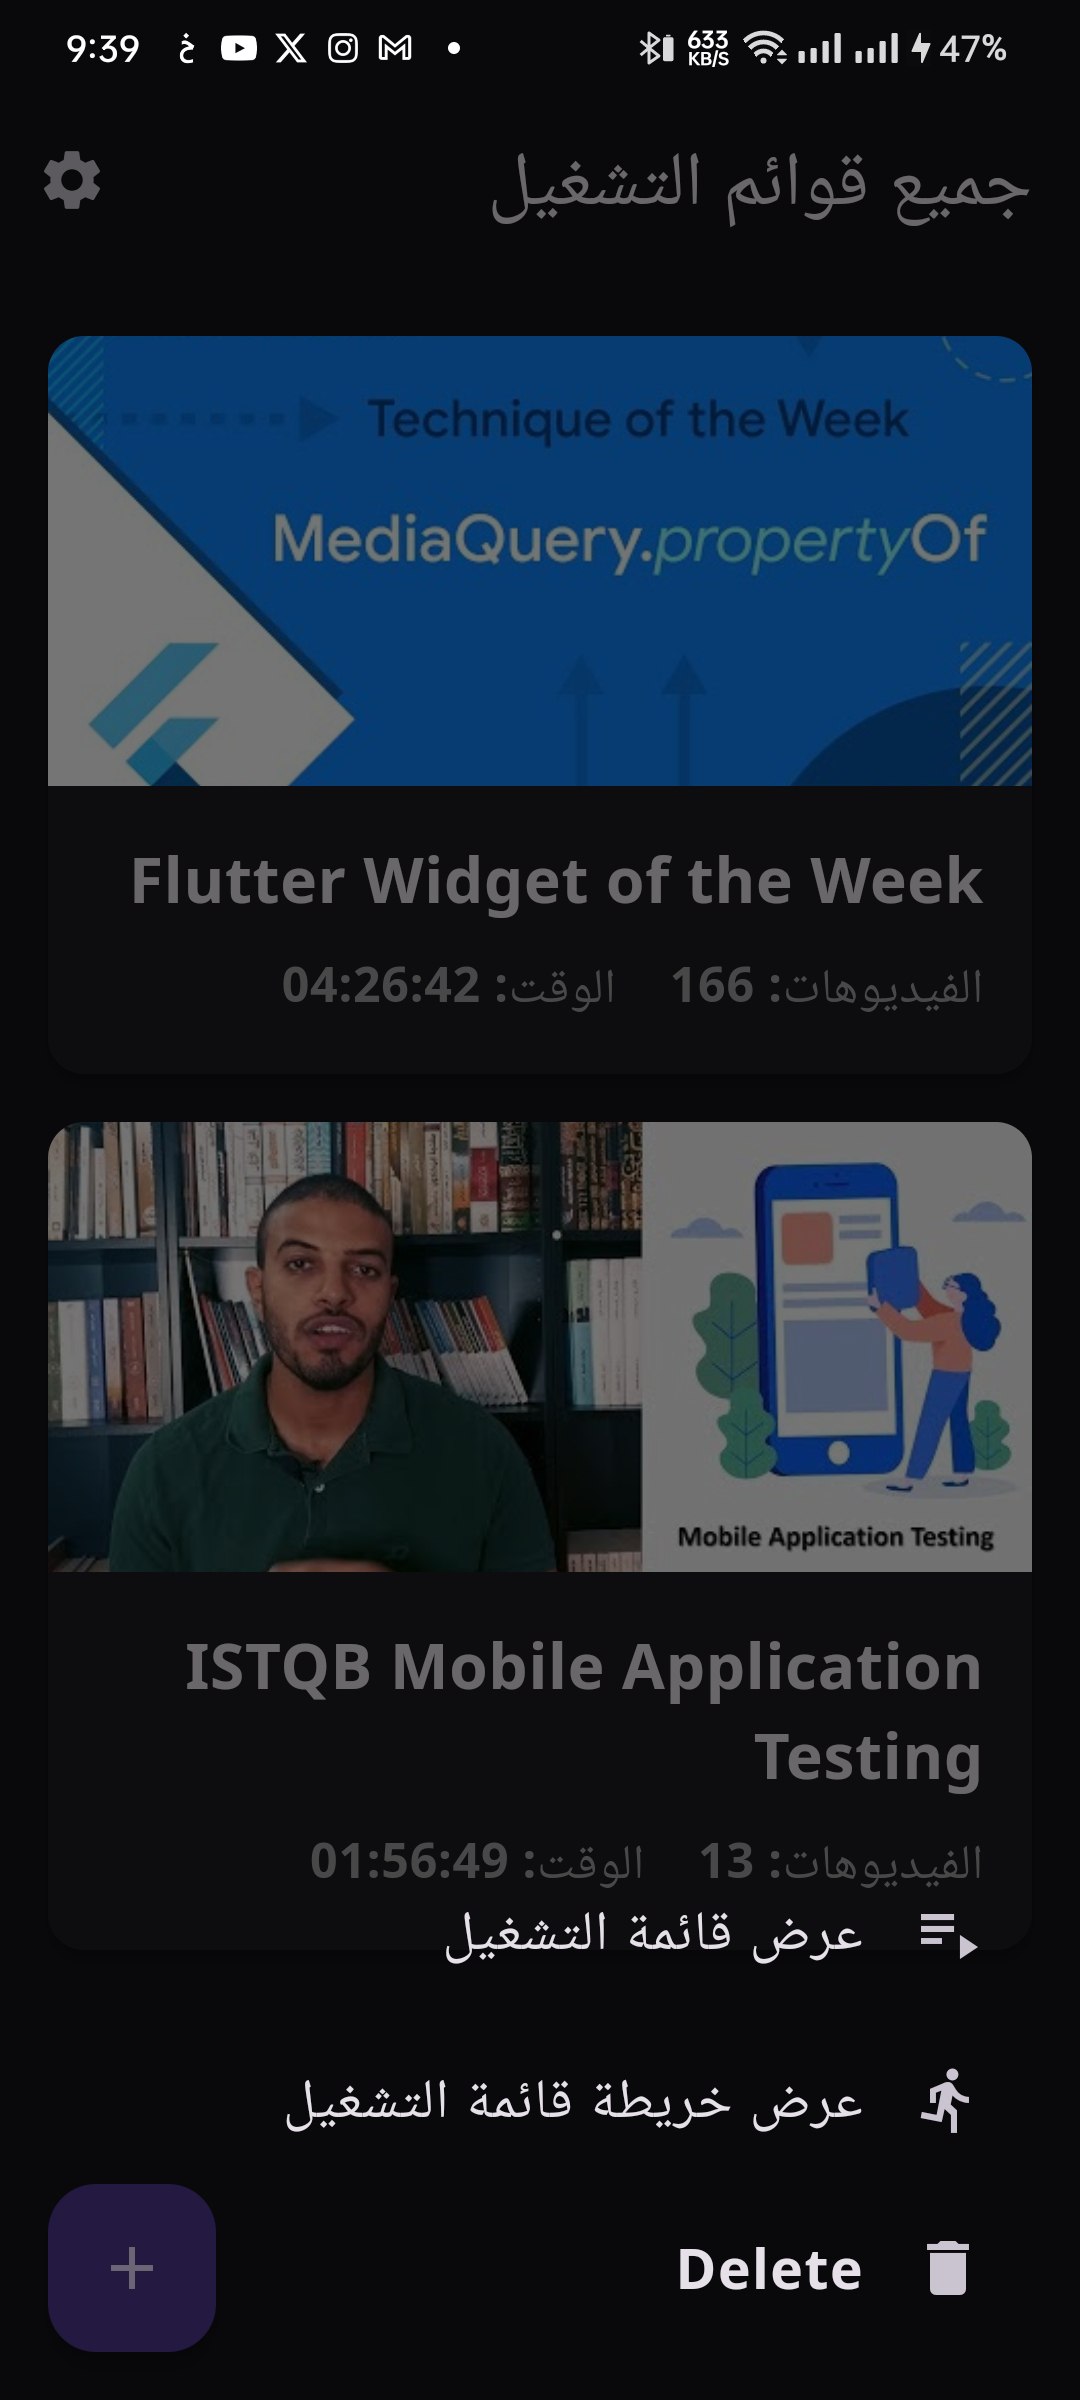 9:39
633 KB/S
47%
جميع قوائم التشغيل
Technique of the Week
MediaQuery.propertyOf
Flutter Widget of the Week
الفيديوهات: 166 الوقت: 04:26:42
Mobile Application Testing
ISTQB Mobile Application
Testing
الفيديوهات: 13 الوقت: 01:56:49
عرض قائمة التشغيل
عرض خريطة قائمة التشغيل
Delete